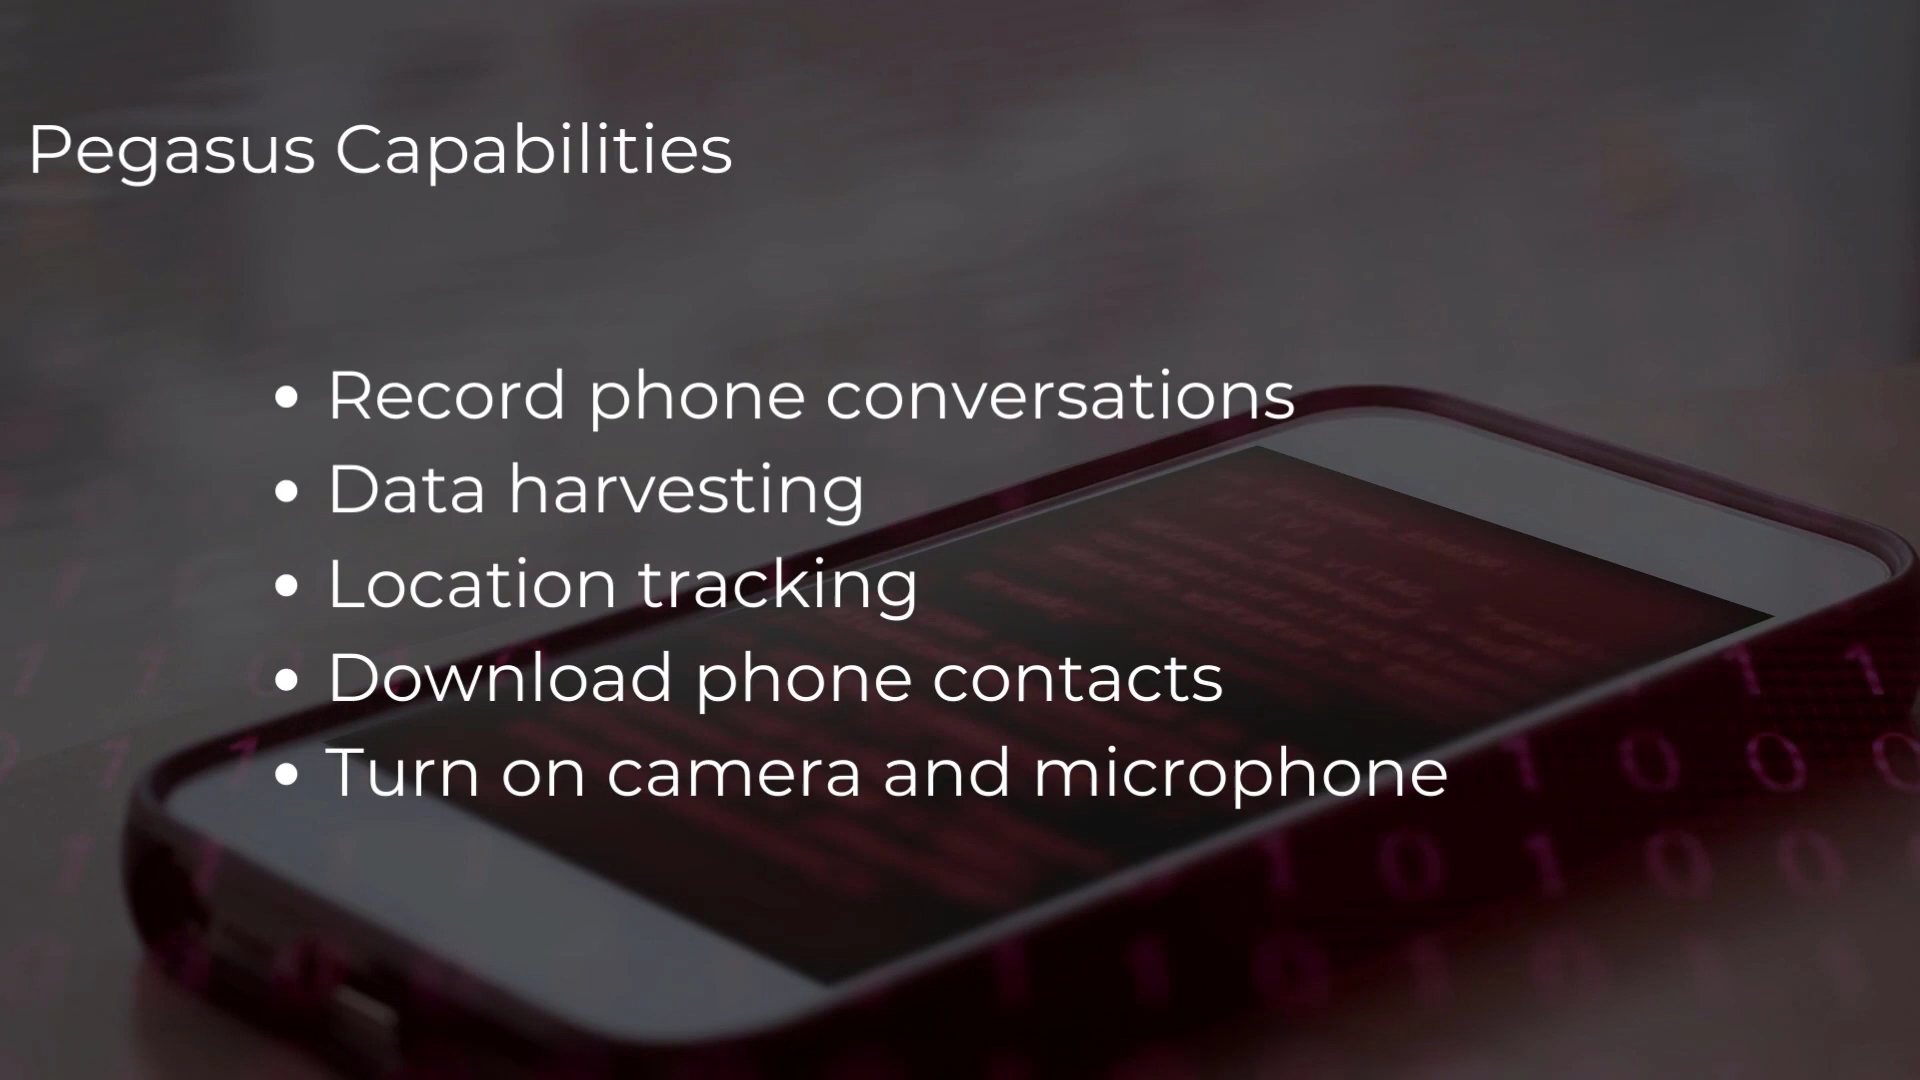 Pegasus Capabilities
• Record phone conversations
• Data harvesting
• Location tracking
• Download phone contacts
• Turn on camera and microphone